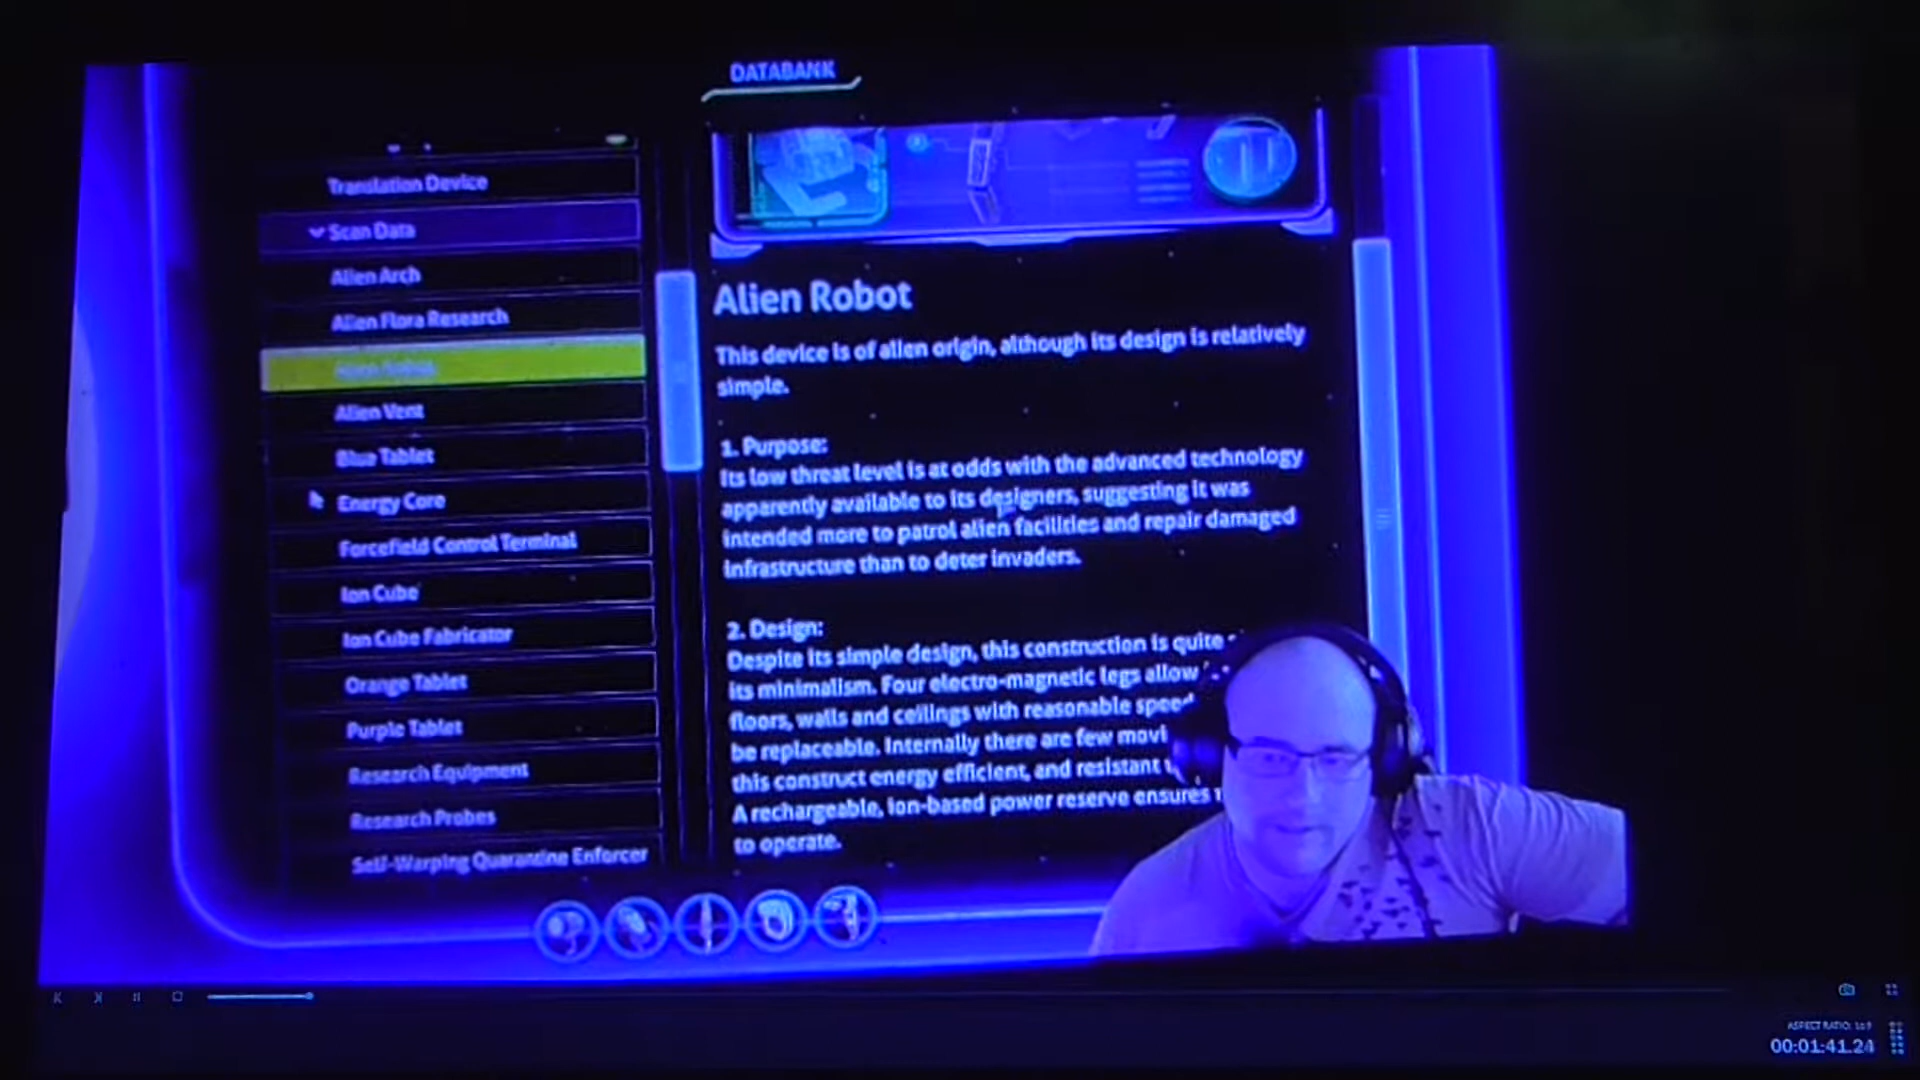 DATABANK
Translation Device
Scan Data
Alien Arch
Alien Flora Research
Alien Robot
Alien Vent
Blue Tablet
Energy Core
Forcefield Control Terminal
Ion Cube
Ion Cube Fabricator
Orange Tablet
Purple Tablet
Research Equipment
Research Probes
Self-Warping Quarantine Enforcer
Alien Robot
This device is of alien origin, although its design is relatively
simple.
1. Purpose:
Its low threat level is at odds with the advanced technology
apparently available to its designers, suggesting it was
intended more to patrol alien facilities and repair damaged
infrastructure than to deter invaders.
2. Design:
Despite its simple design, this construction is quite
its minimalism. Four electro-magnetic legs allow
floors, walls and ceilings with reasonable speed
be replaceable. Internally there are few movi
this construct energy efficient, and resistant
A rechargeable, ion-based power reserve ensures
to operate.
ASPECT RATIO:
00:01:41.24